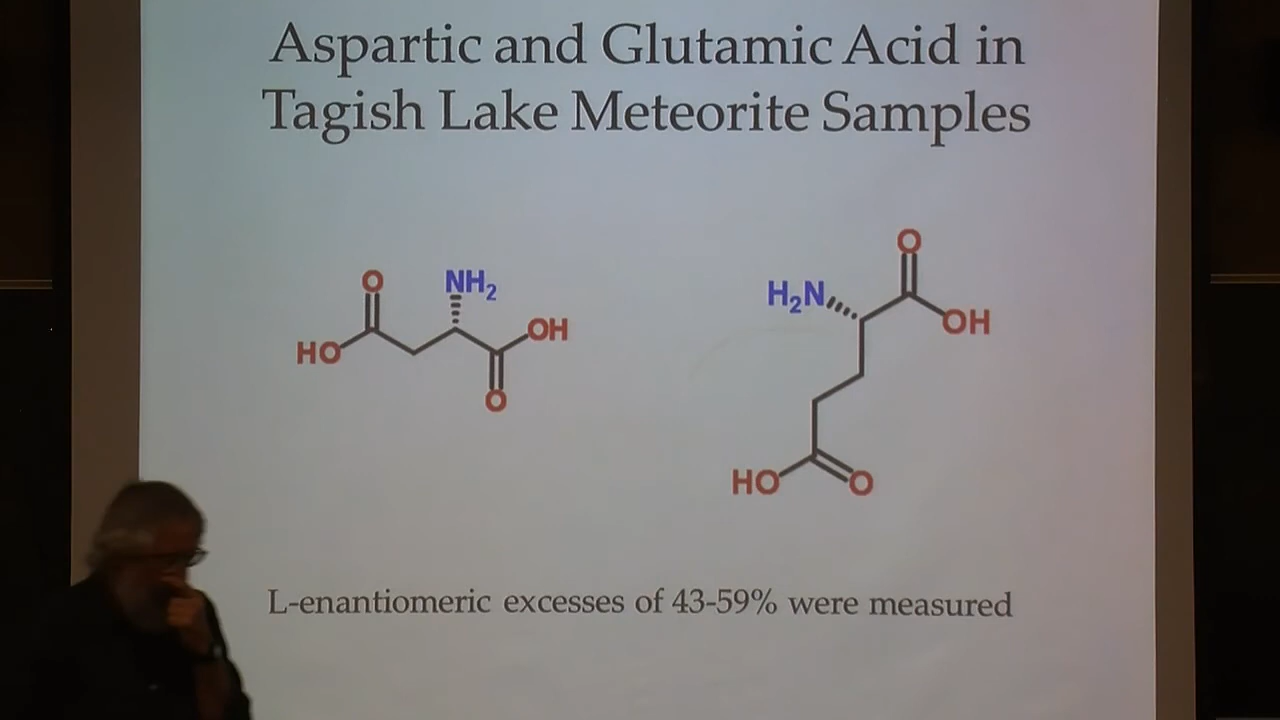 Aspartic and Glutamic Acid in
Tagish Lake Meteorite Samples
O
NH₂
HO
OH
O
O
H₂N
OH
HO
O
L-enantiomeric excesses of 43-59% were measured